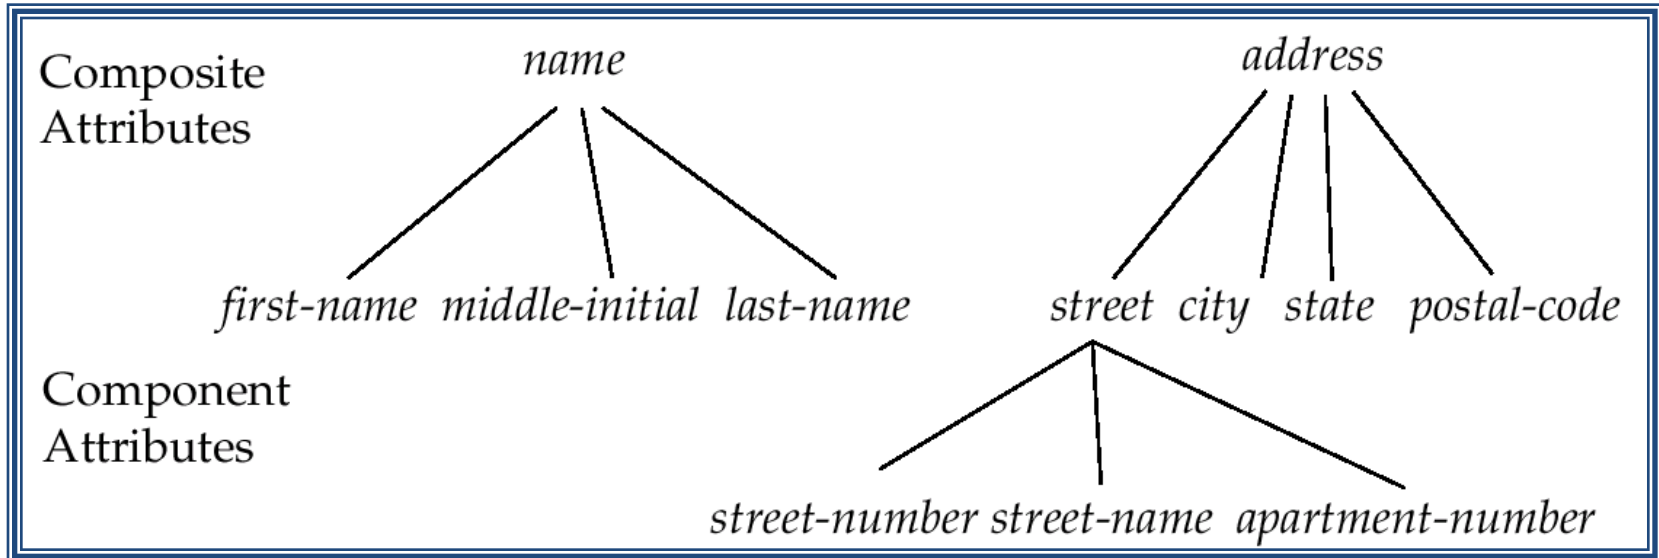 Composite
Attributes
name
address
first-name middle-initial last-name
street city state postal-code
Component
Attributes
street-number street-name apartment-number